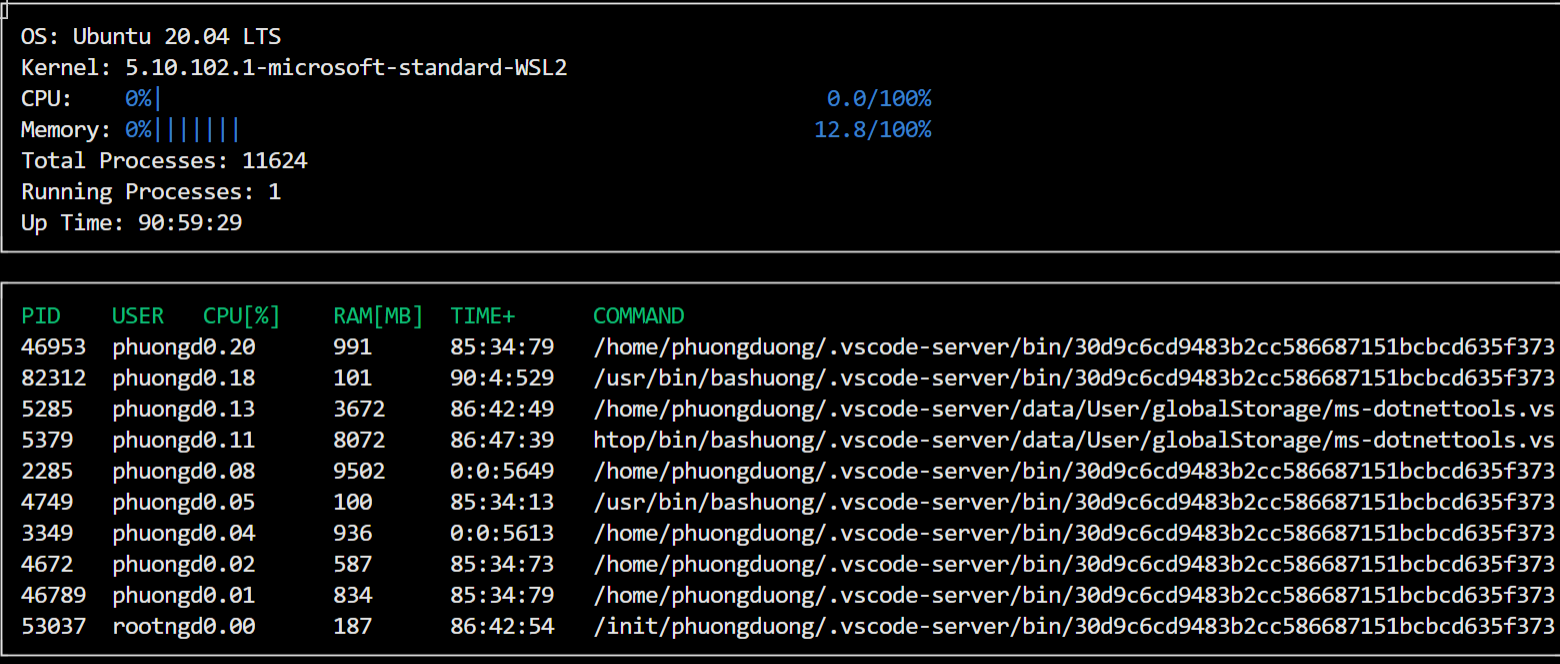 OS: Ubuntu 20.04 LTS
Kernel: 5.10.102.1-microsoft-standard-WSL2
CPU: 0%| 0.0/100%
Memory: 0%||||||| 12.8/100%
Total Processes: 11624
Running Processes: 1
Up Time: 90:59:29
PID USER CPU[%] RAM[MB] TIME+ COMMAND
46953 phuongd0.20 991 85:34:79 /home/phuongduong/.vscode-server/bin/30d9c6cd9483b2cc586687151bcbcd635f373
82312 phuongd0.18 101 90:4:529 /usr/bin/bashuong/.vscode-server/bin/30d9c6cd9483b2cc586687151bcbcd635f373
5285 phuongd0.13 3672 86:42:49 /home/phuongduong/.vscode-server/data/User/globalStorage/ms-dotnettools.vs
5379 phuongd0.11 8072 86:47:39 htop/bin/bashuong/.vscode-server/data/User/globalStorage/ms-dotnettools.vs
2285 phuongd0.08 9502 0:0:5649 /home/phuongduong/.vscode-server/bin/30d9c6cd9483b2cc586687151bcbcd635f373
4749 phuongd0.05 100 85:34:13 /usr/bin/bashuong/.vscode-server/bin/30d9c6cd9483b2cc586687151bcbcd635f373
3349 phuongd0.04 936 0:0:5613 /home/phuongduong/.vscode-server/bin/30d9c6cd9483b2cc586687151bcbcd635f373
4672 phuongd0.02 587 85:34:73 /home/phuongduong/.vscode-server/bin/30d9c6cd9483b2cc586687151bcbcd635f373
46789 phuongd0.01 834 85:34:79 /home/phuongduong/.vscode-server/bin/30d9c6cd9483b2cc586687151bcbcd635f373
53037 rootngd0.00 187 86:42:54 /init/phuongduong/.vscode-server/bin/30d9c6cd9483b2cc586687151bcbcd635f373